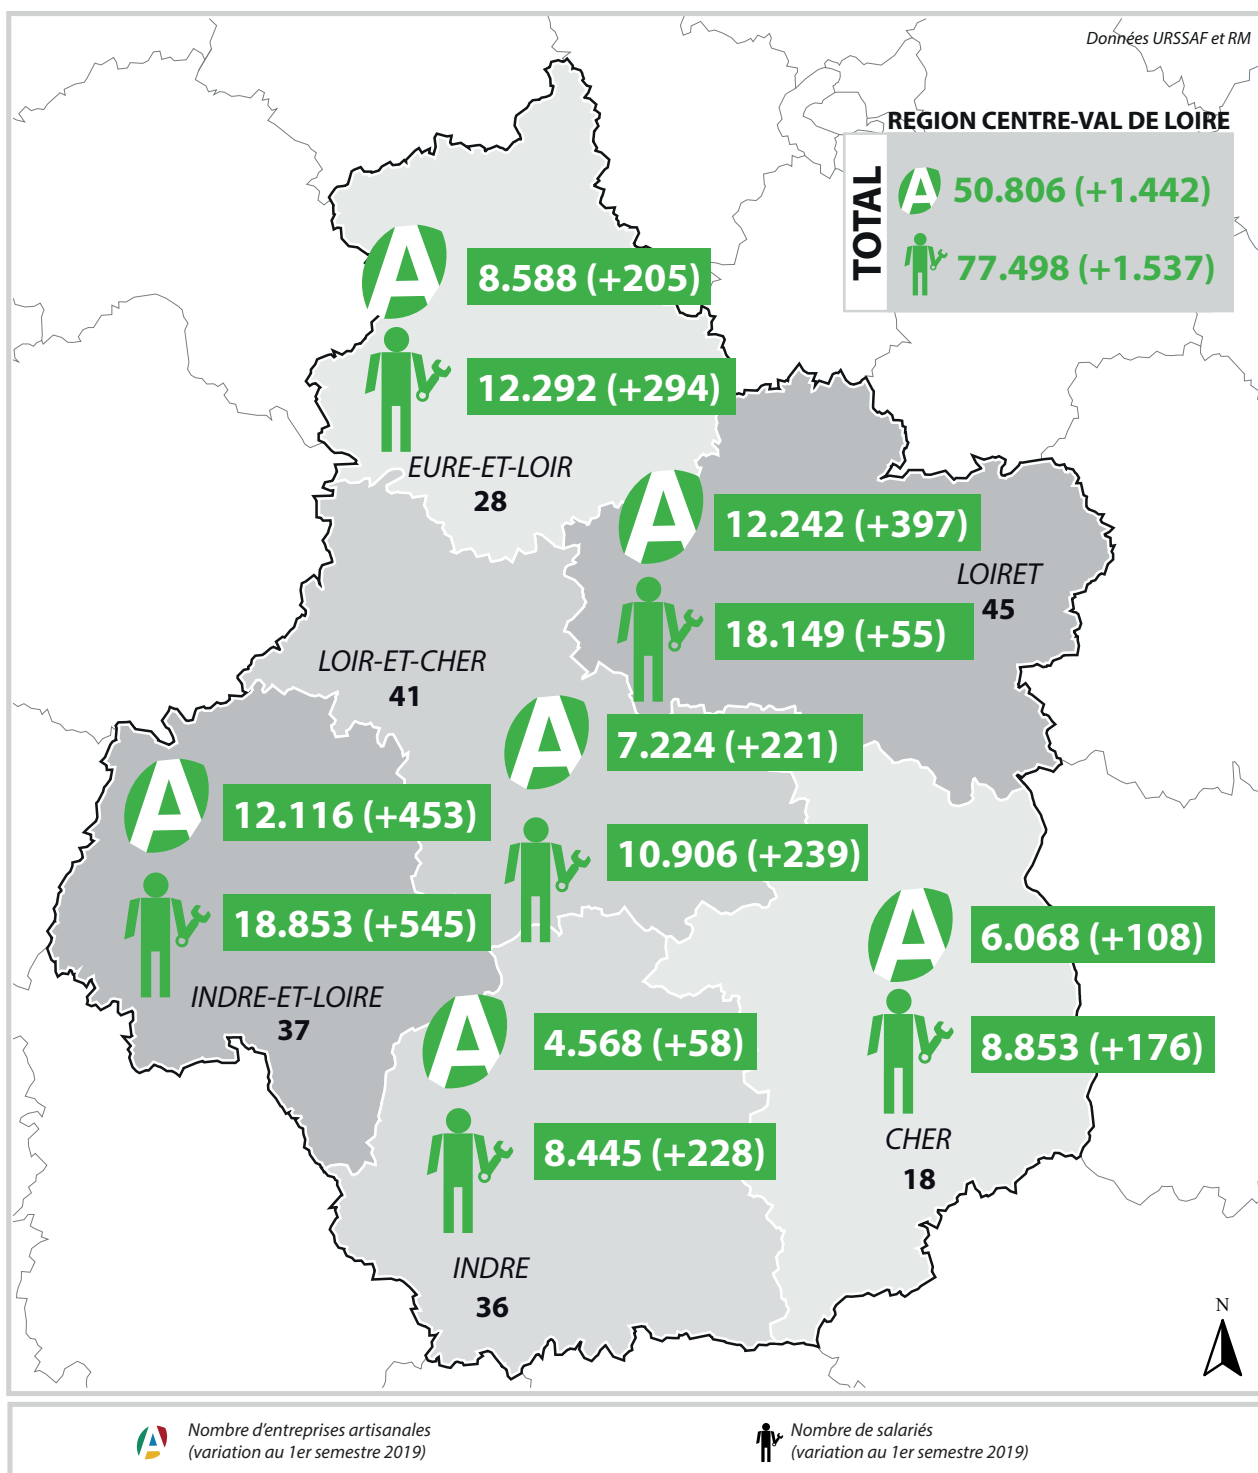 Données URSSAF et RM
REGION CENTRE-VAL DE LOIRE
TOTAL
A 50.806 (+1.442)
77.498 (+1.537)
A 8.588 (+205)
12.292 (+294)
EURE-ET-LOIR
28
A 12.242 (+397)
LOIRET
45
18.149 (+55)
LOIR-ET-CHER
41
A 7.224 (+221)
10.906 (+239)
A 12.116 (+453)
18.853 (+545)
INDRE-ET-LOIRE
37
A 6.068 (+108)
8.853 (+176)
CHER
18
A 4.568 (+58)
8.445 (+228)
INDRE
36
N
A Nombre d'entreprises artisanales
(variation au 1er semestre 2019)
Nombre de salariés
(variation au 1er semestre 2019)